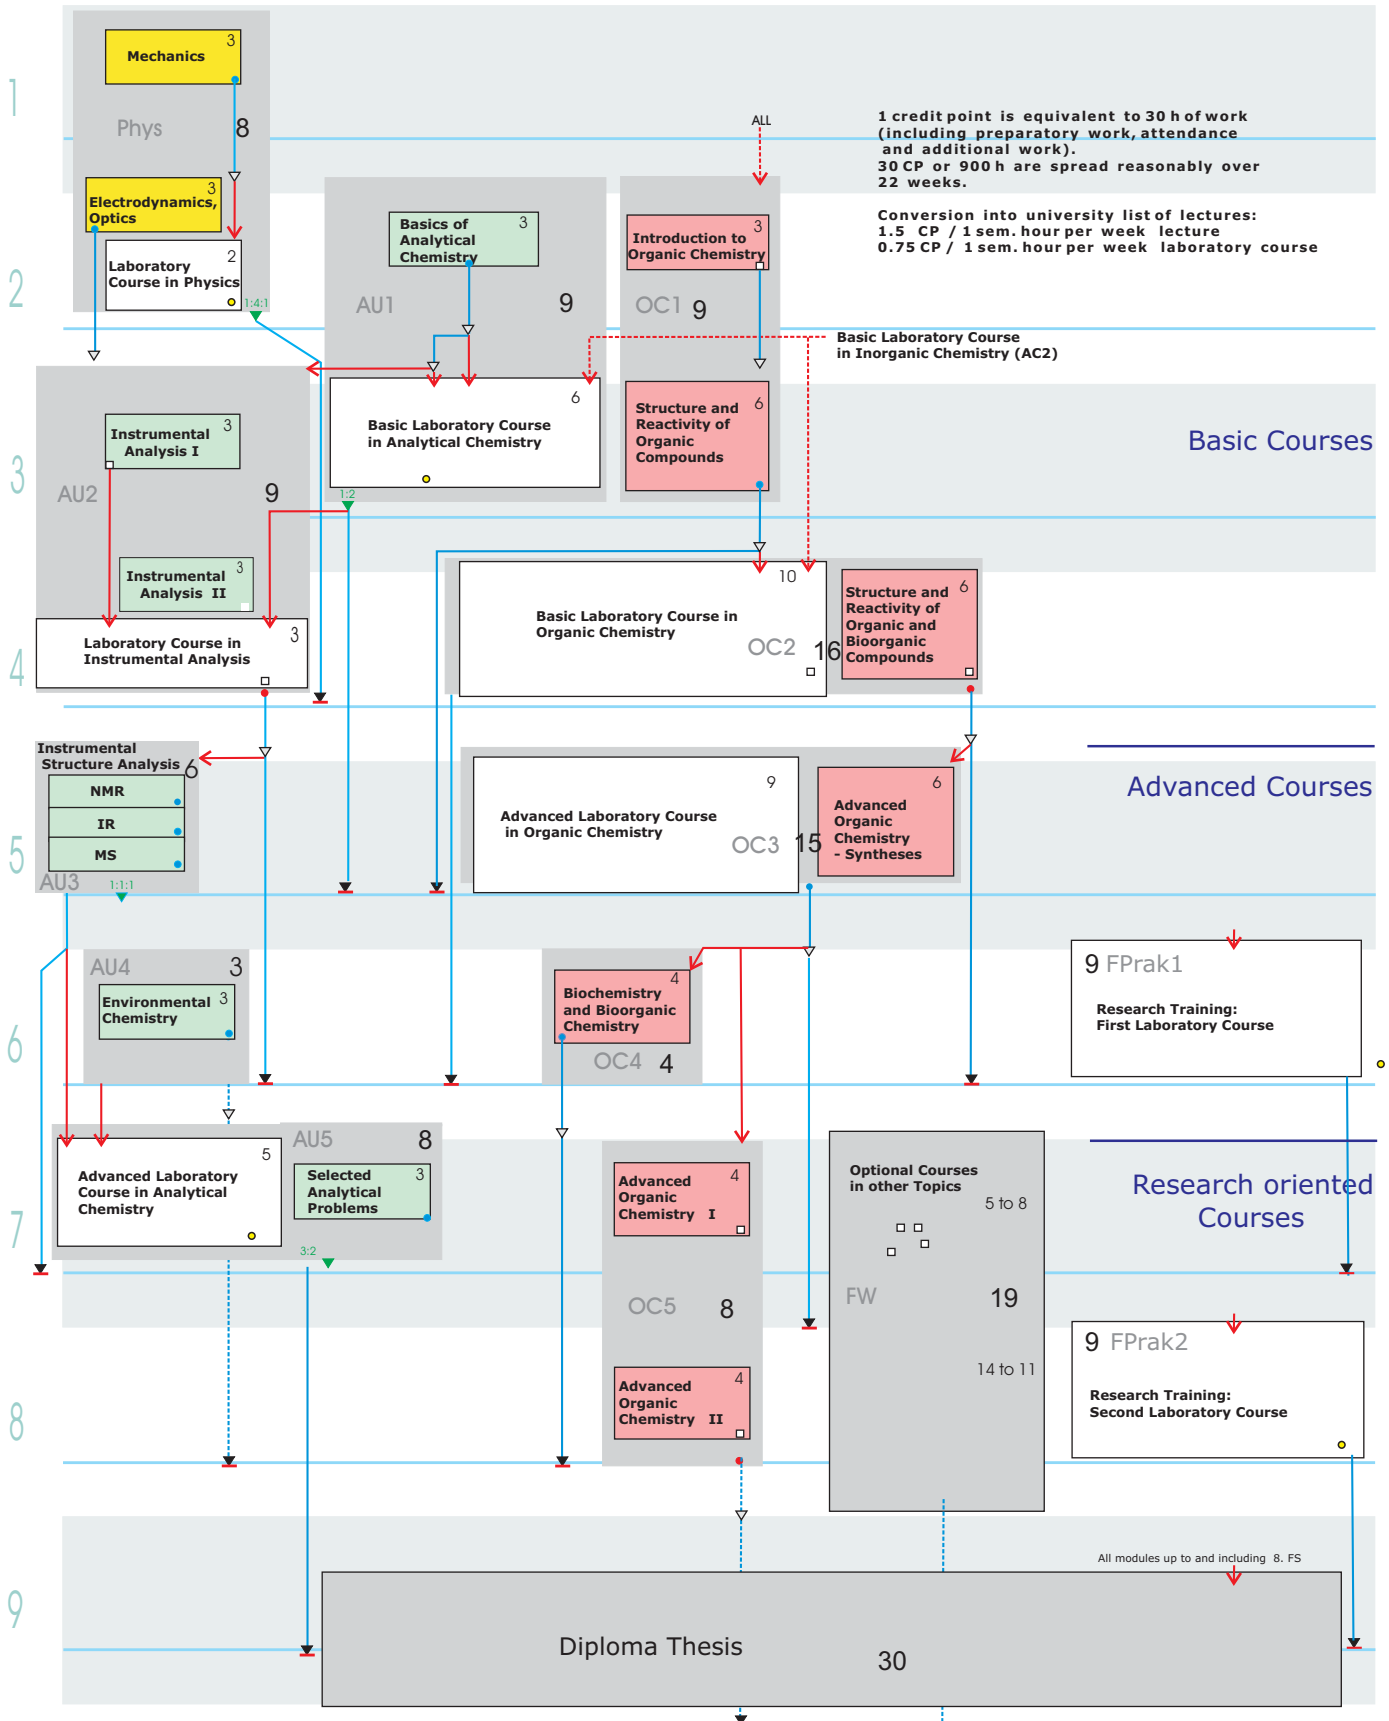 3
Mechanics
1
Phys
8
ALL
1 credit point is equivalent to 30 h of work
(including preparatory work, attendance
and additional work).
30 CP or 900 h are spread reasonably over
22 weeks.
Conversion into university list of lectures:
1.5 CP / 1 sem. hour per week lecture
0.75 CP / 1 sem. hour per week laboratory course
3
Electrodynamics,
Optics
2
Laboratory
Course in Physics
1:4:1
2
3
Basics of
Analytical
Chemistry
AU1
9
3
Introduction to
Organic Chemistry
OC1
9
Basic Laboratory Course
in Inorganic Chemistry (AC2)
6
Basic Laboratory Course
in Analytical Chemistry
1:2
6
Structure and
Reactivity of
Organic
Compounds
Basic Courses
3
3
Instrumental
Analysis I
AU2
9
3
Instrumental
Analysis II
3
Laboratory Course in
Instrumental Analysis
4
10
Basic Laboratory Course in
Organic Chemistry
OC2
16
6
Structure and
Reactivity of
Organic and
Bioorganic
Compounds
Instrumental
Structure Analysis
6
NMR
IR
MS
AU3
1:1:1
5
9
Advanced Laboratory Course
in Organic Chemistry
OC3
15
6
Advanced
Organic
Chemistry
- Syntheses
Advanced Courses
AU4
3
3
Environmental
Chemistry
6
4
Biochemistry
and Bioorganic
Chemistry
OC4
4
9 FPrak1
Research Training:
First Laboratory Course
5
Advanced Laboratory
Course in Analytical
Chemistry
AU5
8
3
Selected
Analytical
Problems
3:2
7
4
Advanced
Organic
Chemistry I
OC5
8
4
Advanced
Organic
Chemistry II
Optional Courses
in other Topics
5 to 8
FW
19
14 to 11
Research oriented
Courses
9 FPrak2
Research Training:
Second Laboratory Course
8
All modules up to and including 8. FS
9
Diploma Thesis
30